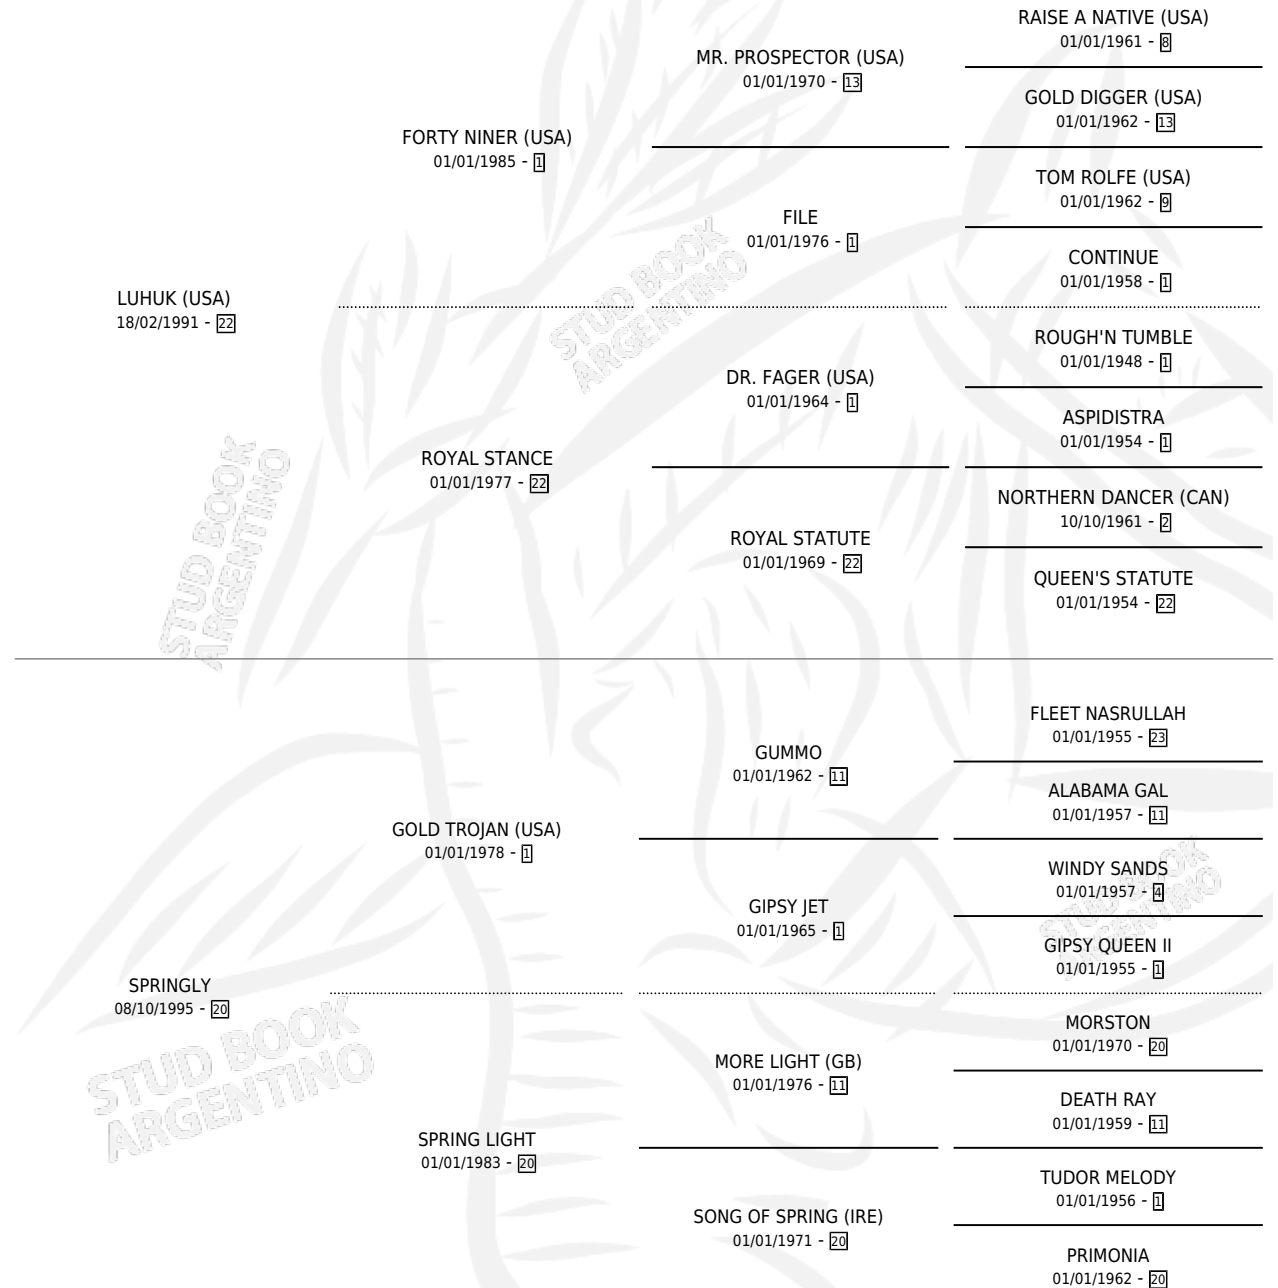 RAISE A NATIVE (USA)
01/01/1961 - 8
MR. PROSPECTOR (USA)
01/01/1970 - 13
GOLD DIGGER (USA)
01/01/1962 - 13
FORTY NINER (USA)
01/01/1985 - 1
TOM ROLFE (USA)
01/01/1962 - 9
FILE
01/01/1976 - 1
CONTINUE
01/01/1958 - 1
LUHUK (USA)
18/02/1991 - 22
ROUGH'N TUMBLE
01/01/1948 - 1
DR. FAGER (USA)
01/01/1964 - 1
ASPIDISTRA
01/01/1954 - 1
ROYAL STANCE
01/01/1977 - 22
NORTHERN DANCER (CAN)
10/10/1961 - 2
ROYAL STATUTE
01/01/1969 - 22
QUEEN'S STATUTE
01/01/1954 - 22
FLEET NASRULLAH
01/01/1955 - 23
GUMMO
01/01/1962 - 11
ALABAMA GAL
01/01/1957 - 11
GOLD TROJAN (USA)
01/01/1978 - 1
WINDY SANDS
01/01/1957 - 4
GIPSY JET
01/01/1965 - 1
GIPSY QUEEN II
01/01/1955 - 1
SPRINGLY
08/10/1995 - 20
MORSTON
01/01/1970 - 20
MORE LIGHT (GB)
01/01/1976 - 11
DEATH RAY
01/01/1959 - 11
SPRING LIGHT
01/01/1983 - 20
TUDOR MELODY
01/01/1956 - 1
SONG OF SPRING (IRE)
01/01/1971 - 20
PRIMONIA
01/01/1962 - 20
STUD BOOK
ARGENTINO
STUD BOOK
ARGENTINO
STUD BOOK
ARGENTINO
STUD BOOK
ARGENTINO